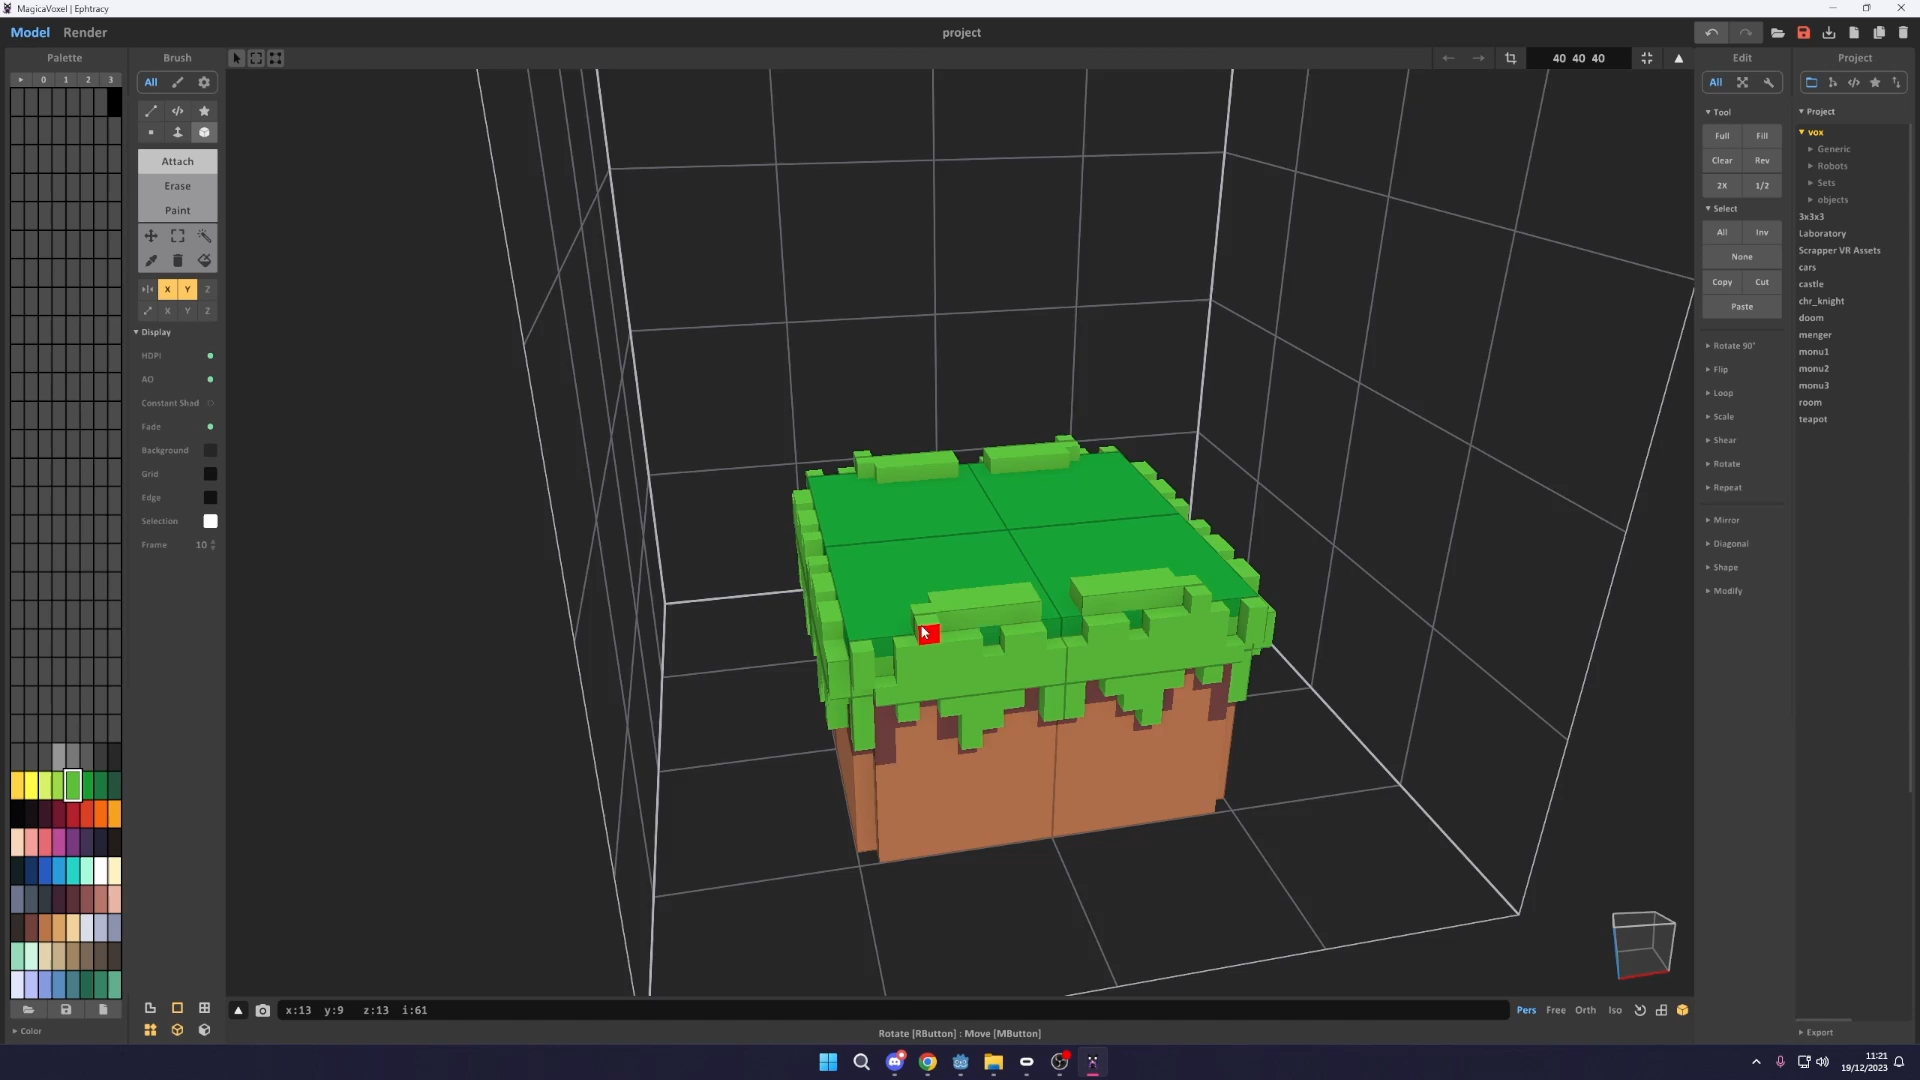 MagicaVoxel | Ephtracy
Model Render
project
Palette
Brush
40 40 40
Edit
Project
0 1 2 3
All
All
Attach
Erase
Paint
X Y Z
X Y Z
Display
HDPI
AO
Constant Shad
Fade
Background
Grid
Edge
Selection
Frame 10
Tool
Full Fill
Clear Rev
2X 1/2
Select
All Inv
None
Copy Cut
Paste
Rotate 90°
Flip
Loop
Scale
Shear
Rotate
Repeat
Mirror
Diagonal
Shape
Modify
Project
vox
Generic
Robots
Sets
objects
3x3x3
Laboratory
Scrapper VR Assets
cars
castle
chr_knight
doom
menger
monu1
monu2
monu3
room
teapot
x:13 y:9 z:13 i:61
Pers Free Orth Iso
Color
Rotate [RButton] : Move [MButton]
Export
11:21
19/12/2023